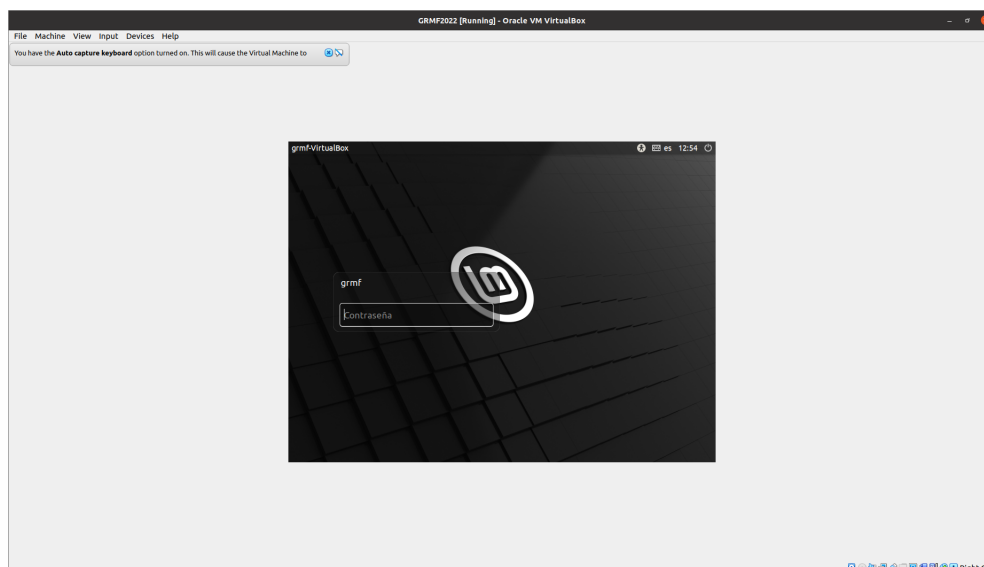 GRMF2022 [Running] - Oracle VM VirtualBox
File Machine View Input Devices Help
You have the Auto capture keyboard option turned on. This will cause the Virtual Machine to
grmf-VirtualBox es 12:54
grmf
Contraseña